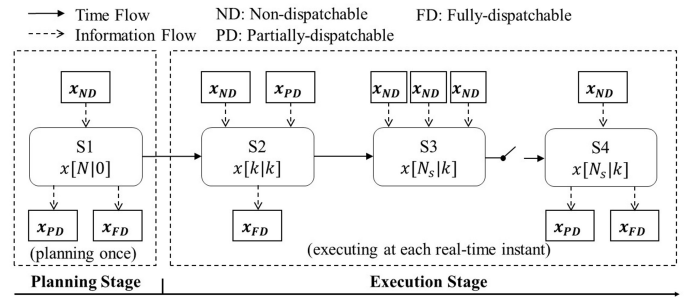 Time Flow ND: Non-dispatchable FD: Fully-dispatchable
Information Flow PD: Partially-dispatchable
x_ND x_ND x_PD x_ND x_ND x_ND x_ND
S1 S2 S3 S4
x[N|0] x[k|k] x[N_s|k] x[N_s|k]
x_PD x_FD x_FD x_PD x_FD
(planning once) (executing at each real-time instant)
Planning Stage Execution Stage